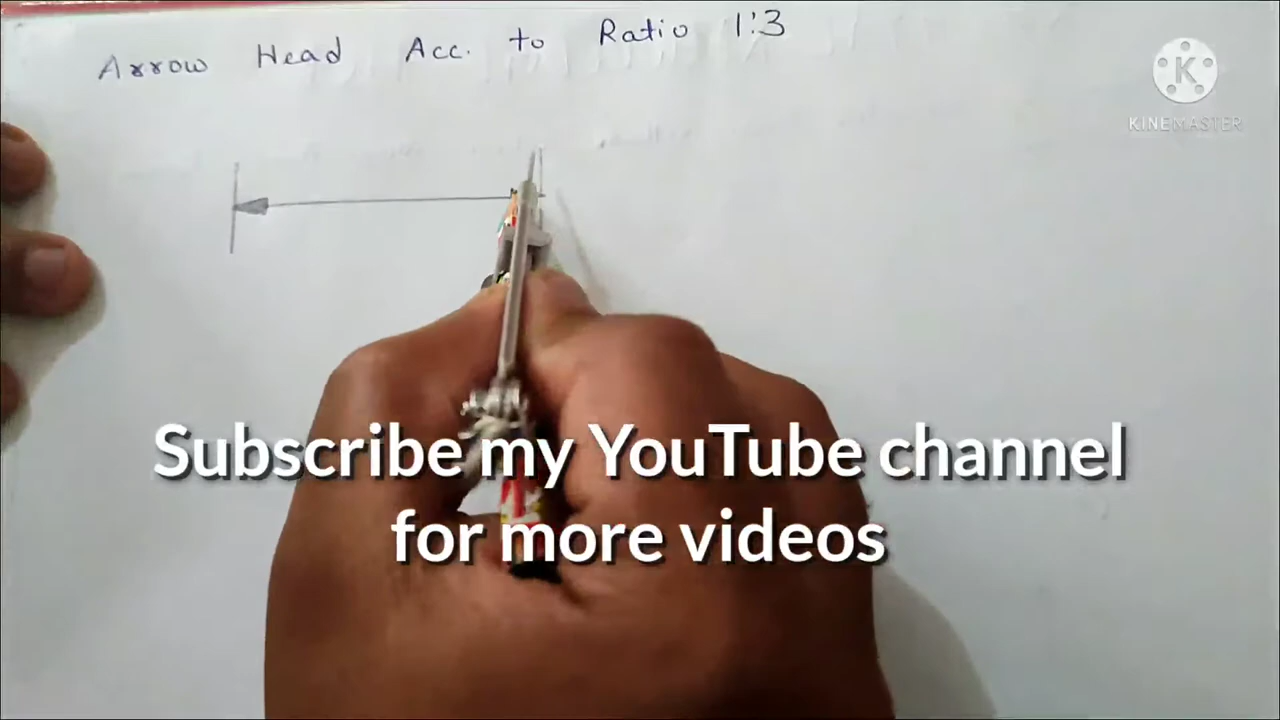 Arrow Head Acc. to Ratio 1:3
K
KINEMASTER
Subscribe my YouTube channel
for more videos